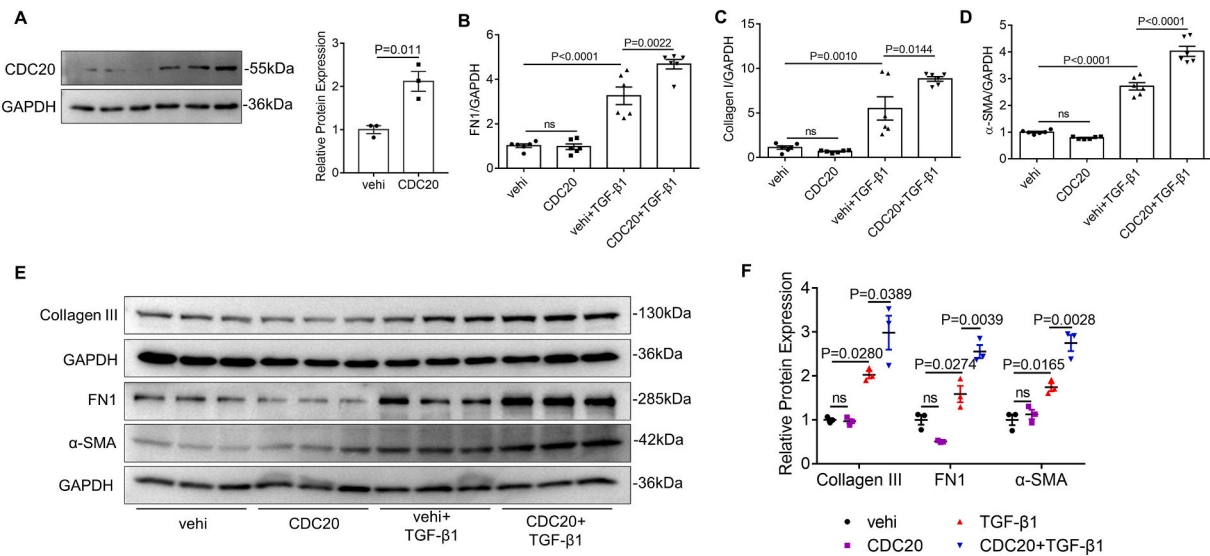 A
CDC20
-55kDa
GAPDH
-36kDa
Relative Protein Expression
3
2
1
0
P=0.011
vehi
CDC20
B
FN1/GAPDH
6
4
2
0
P<0.0001
P=0.0022
ns
vehi
CDC20
vehi+TGF-β1
CDC20+TGF-β1
C
Collagen I/GAPDH
15
10
5
0
P=0.0010
P=0.0144
ns
vehi
CDC20
vehi+TGF-β1
CDC20+TGF-β1
D
α-SMA/GAPDH
5
4
3
2
1
0
P<0.0001
P<0.0001
ns
vehi
CDC20
vehi+TGF-β1
CDC20+TGF-β1
E
Collagen III
-130kDa
GAPDH
-36kDa
FN1
-285kDa
α-SMA
-42kDa
GAPDH
-36kDa
vehi
CDC20
vehi+
TGF-β1
CDC20+
TGF-β1
F
Relative Protein Expression
4
3
2
1
0
P=0.0389
P=0.0280
ns
P=0.0039
P=0.0274
ns
P=0.0028
P=0.0165
ns
Collagen III
FN1
α-SMA
vehi
TGF-β1
CDC20
CDC20+TGF-β1